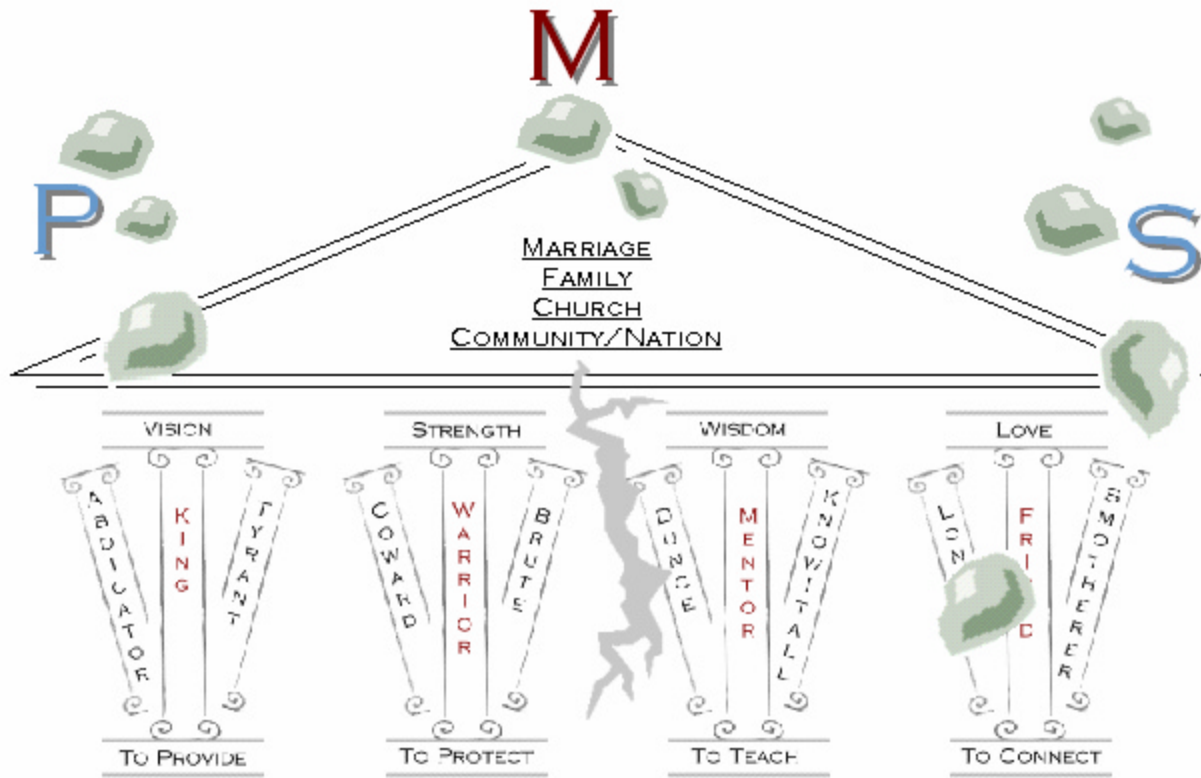 M
P
S
MARRIAGE
FAMILY
CHURCH
COMMUNITY/NATION
VISION
STRENGTH
WISDOM
LOVE
ABDICATOR
KING
TYRANT
COWARD
WARRIOR
BRUTE
DUNCE
MENTOR
KNOWITALL
SMOTHERER
TO PROVIDE
TO PROTECT
TO TEACH
TO CONNECT